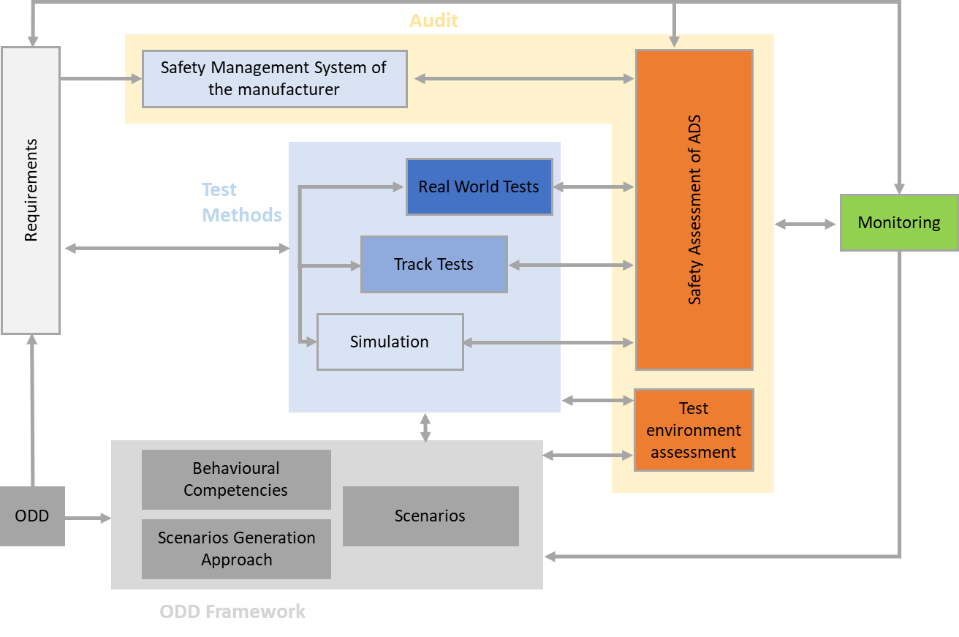 Audit
Safety Management System of
the manufacturer
Requirements
Safety Assessment of ADS
Test
Methods
Real World Tests
Monitoring
Track Tests
Simulation
Test
environment
assessment
Behavioural
Competencies
ODD
Scenarios
Scenarios Generation
Approach
ODD Framework